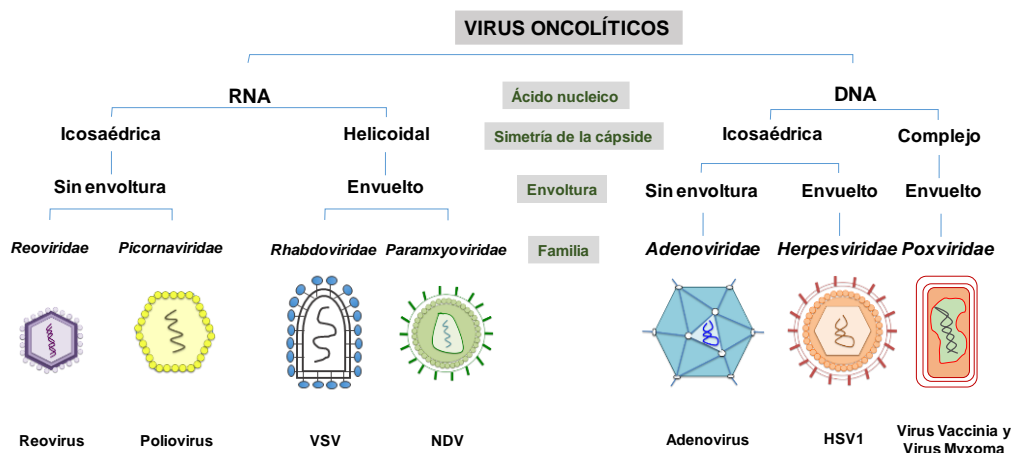 VIRUS ONCOLÍTICOS
RNA
Ácido nucleico
DNA
Icosaédrica
Helicoidal
Simetría de la cápside
Icosaédrica
Complejo
Sin envoltura
Envuelto
Envoltura
Sin envoltura
Envuelto
Envuelto
Reoviridae
Picornaviridae
Rhabdoviridae
Paramxyoviridae
Familia
Adenoviridae
Herpesviridae
Poxviridae
Reovirus
Poliovirus
VSV
NDV
Adenovirus
HSV1
Virus Vaccinia y
Virus Myxoma